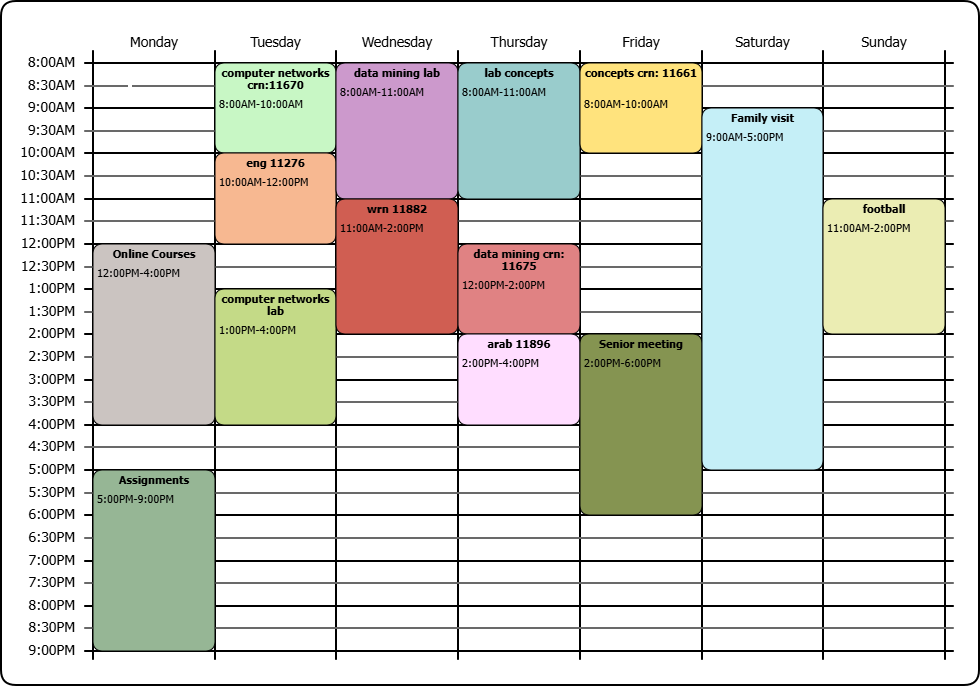 Monday Tuesday Wednesday Thursday Friday Saturday Sunday
8:00AM
8:30AM
9:00AM
9:30AM
10:00AM
10:30AM
11:00AM
11:30AM
12:00PM
12:30PM
1:00PM
1:30PM
2:00PM
2:30PM
3:00PM
3:30PM
4:00PM
4:30PM
5:00PM
5:30PM
6:00PM
6:30PM
7:00PM
7:30PM
8:00PM
8:30PM
9:00PM
Online Courses
12:00PM-4:00PM
Assignments
5:00PM-9:00PM
computer networks
crn:11670
8:00AM-10:00AM
eng 11276
10:00AM-12:00PM
computer networks
lab
1:00PM-4:00PM
data mining lab
8:00AM-11:00AM
wrn 11882
11:00AM-2:00PM
lab concepts
8:00AM-11:00AM
data mining crn:
11675
12:00PM-2:00PM
arab 11896
2:00PM-4:00PM
concepts crn: 11661
8:00AM-10:00AM
Senior meeting
2:00PM-6:00PM
Family visit
9:00AM-5:00PM
football
11:00AM-2:00PM